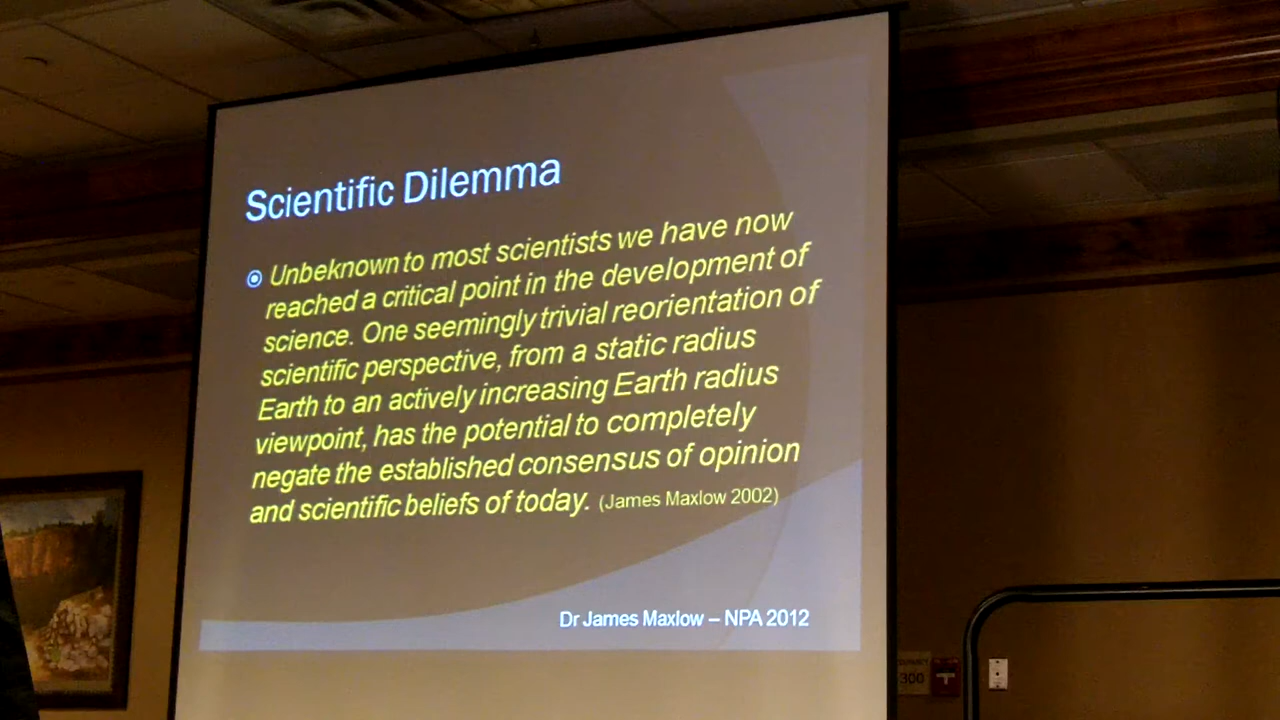 Scientific Dilemma
Unbeknown to most scientists we have now
reached a critical point in the development of
science. One seemingly trivial reorientation of
scientific perspective, from a static radius
Earth to an actively increasing Earth radius
viewpoint, has the potential to completely
negate the established consensus of opinion
and scientific beliefs of today. (James Maxlow 2002)
Dr James Maxlow – NPA 2012
300